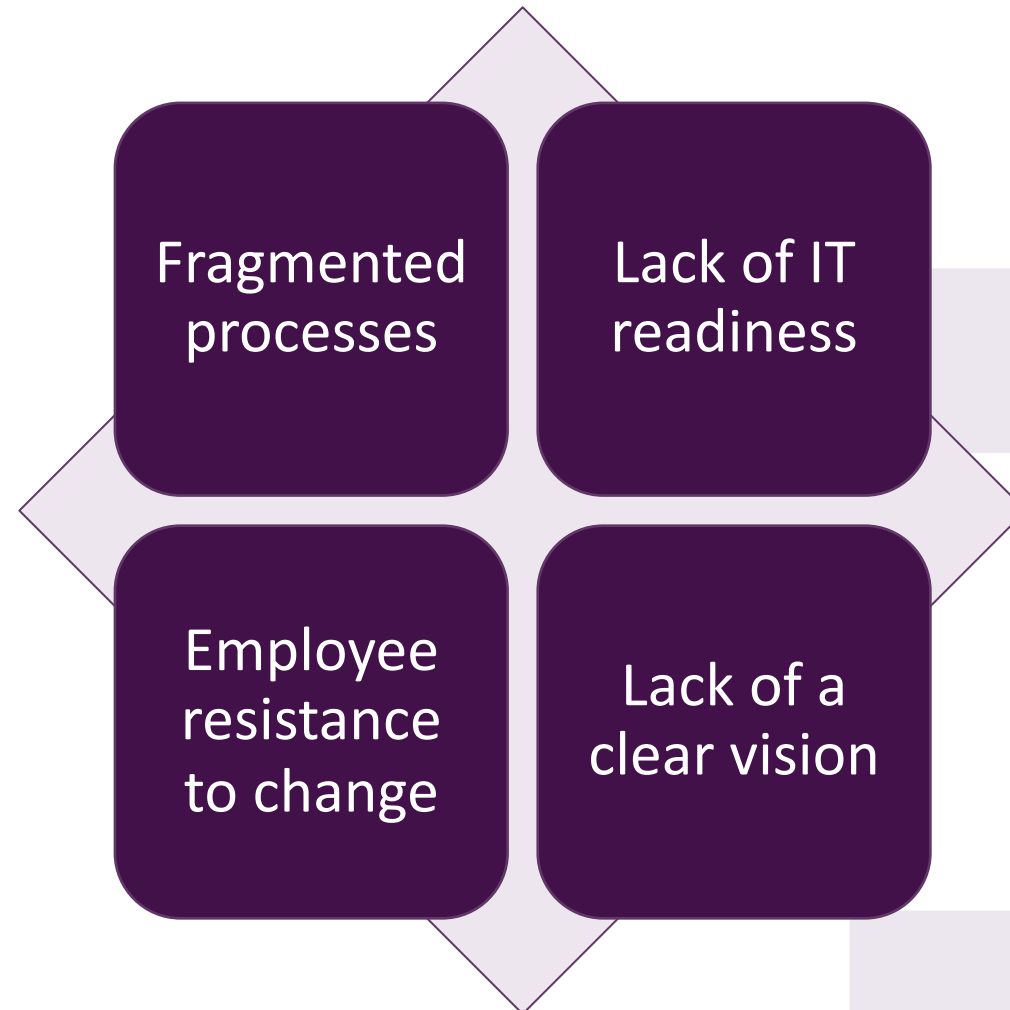 Fragmented
processes
Lack of IT
readiness
Employee
resistance
to change
Lack of a
clear vision